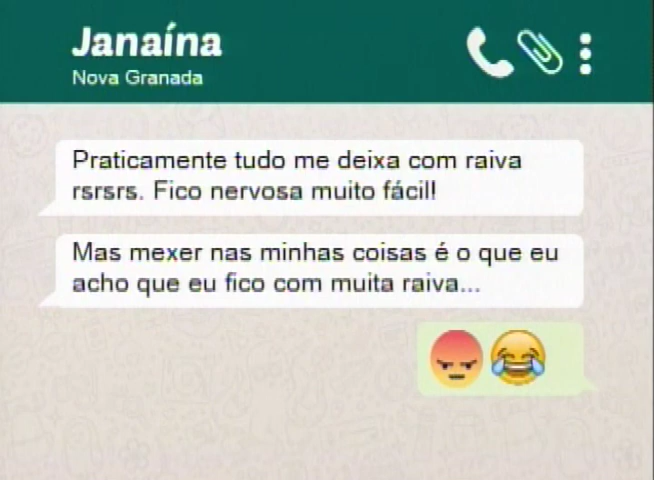 Janaína
Nova Granada
Praticamente tudo me deixa com raiva
rsrsrs. Fico nervosa muito fácil!
Mas mexer nas minhas coisas é o que eu
acho que eu fico com muita raiva...